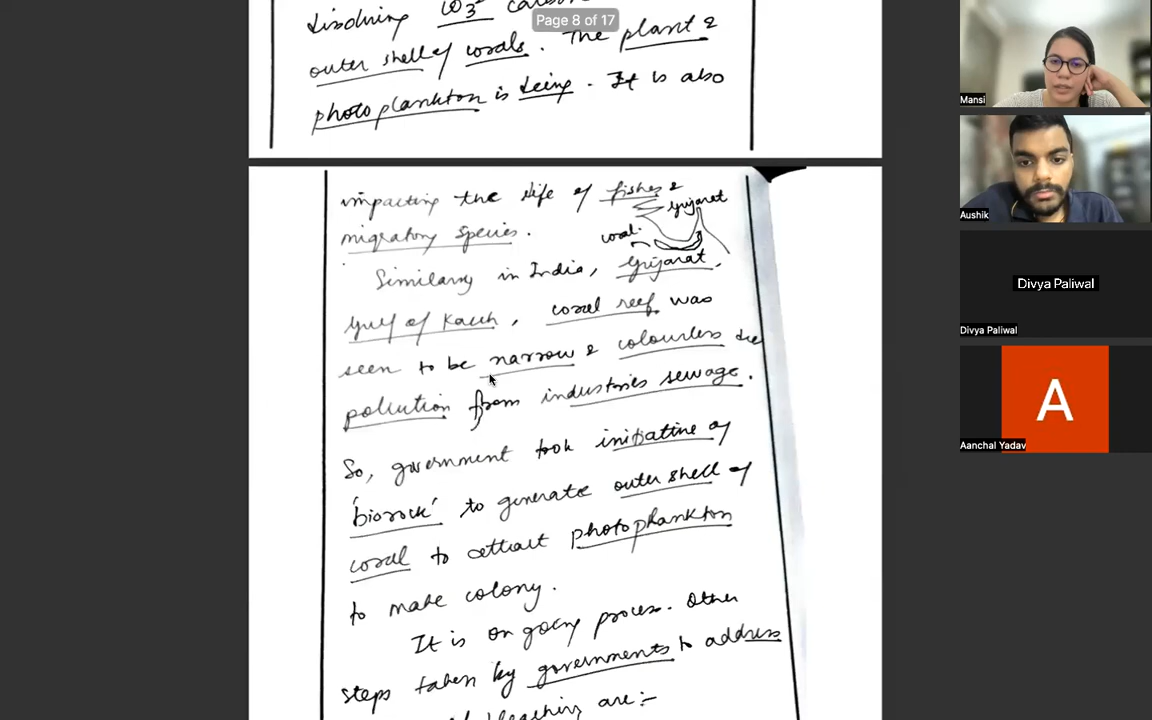 dissolving CO3²⁻
Page 8 of 17
outer shell of corals. The plant &
photoplankton is being. It is also
impacting the life of fishes &
Gujarat
migratory species.
coral
Similarly in India, Gujarat,
Gulf of Kacch, coral reef was
seen to be narrow & colourless due
pollution from industries sewage.
So, government took initiative of
'biorock' to generate outer shell of
coral to attract photoplankton
to make colony.
It is on going process. Other
steps taken by governments to address
bleaching are :-
Mansi
Aushik
Divya Paliwal
Divya Paliwal
A
Aanchal Yadav